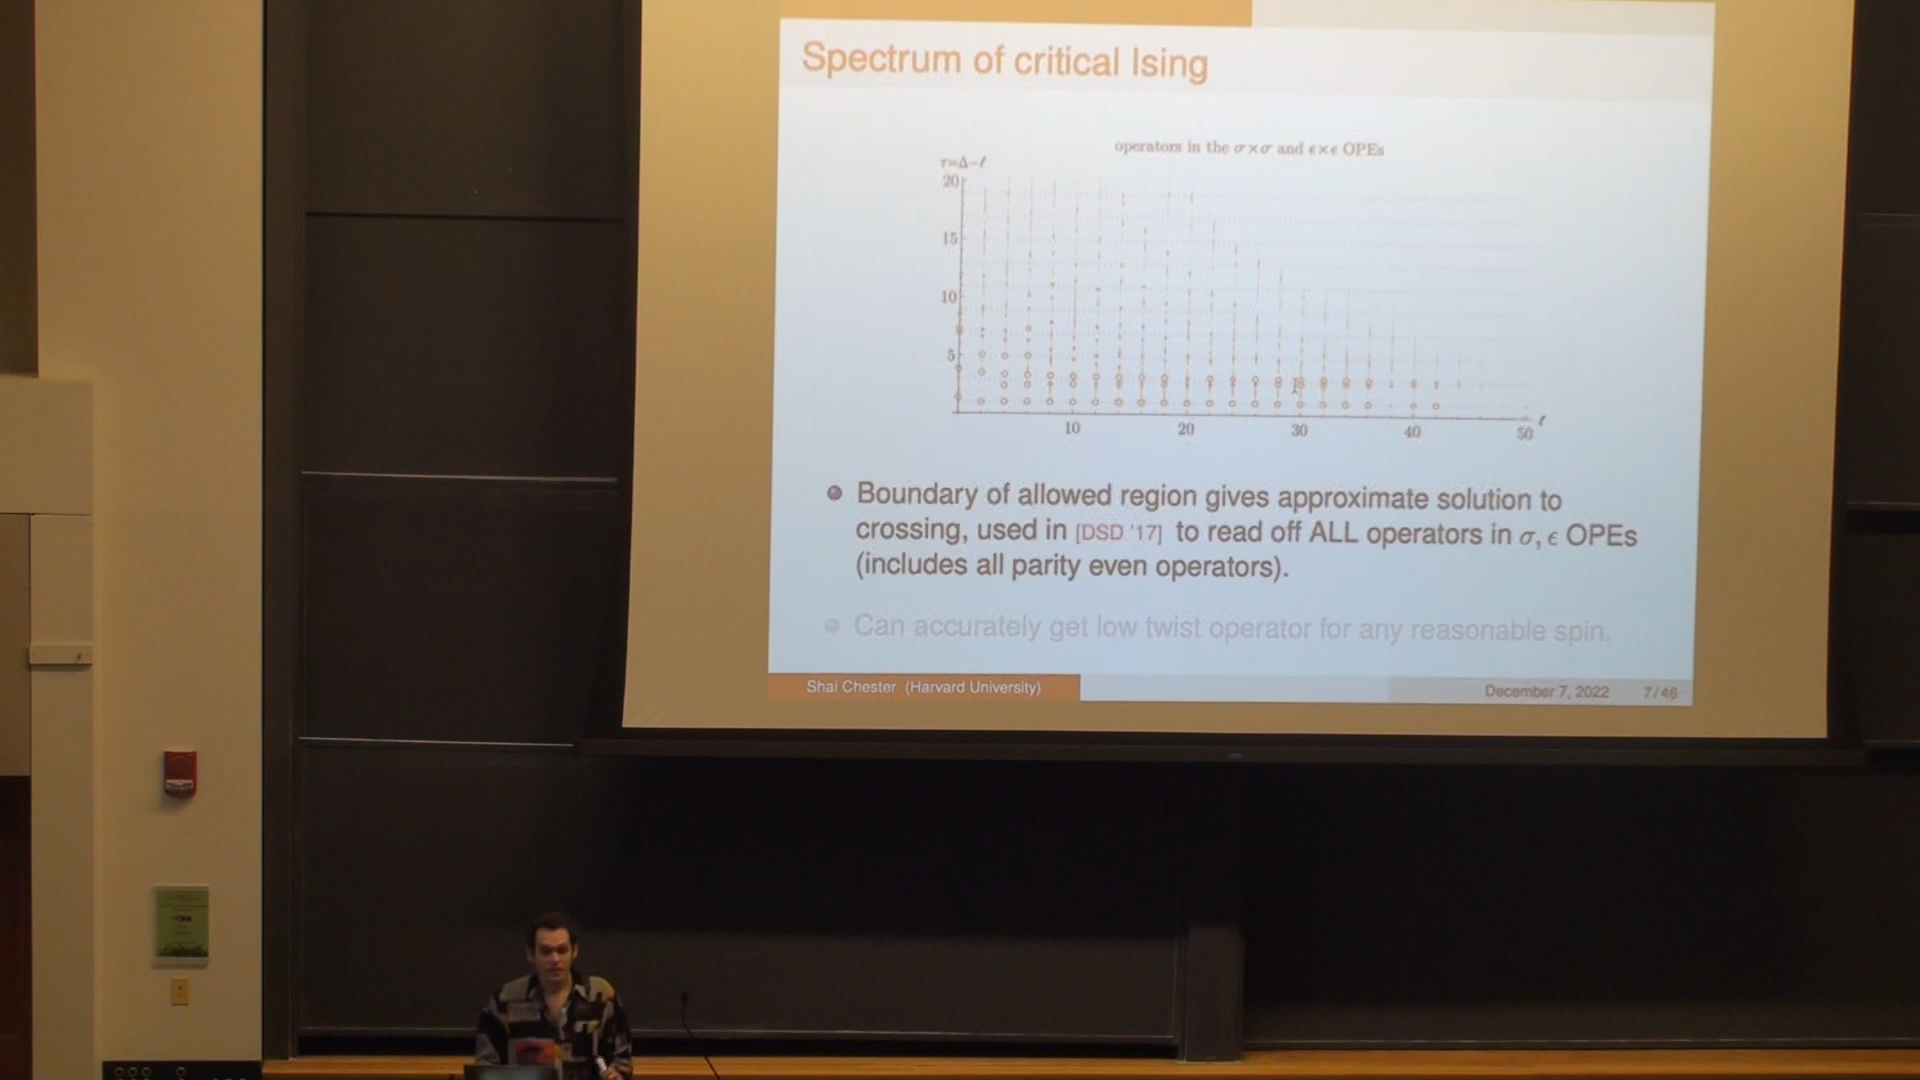 Spectrum of critical Ising
operators in the σ×σ and ϵ×ϵ OPEs
τ=Δ−ℓ
20
15
10
5
10 20 30 40 50 ℓ
Boundary of allowed region gives approximate solution to
crossing, used in [DSD '17] to read off ALL operators in σ, ϵ OPEs
(includes all parity even operators).
Can accurately get low twist operator for any reasonable spin.
Shai Chester (Harvard University) December 7, 2022 7/46